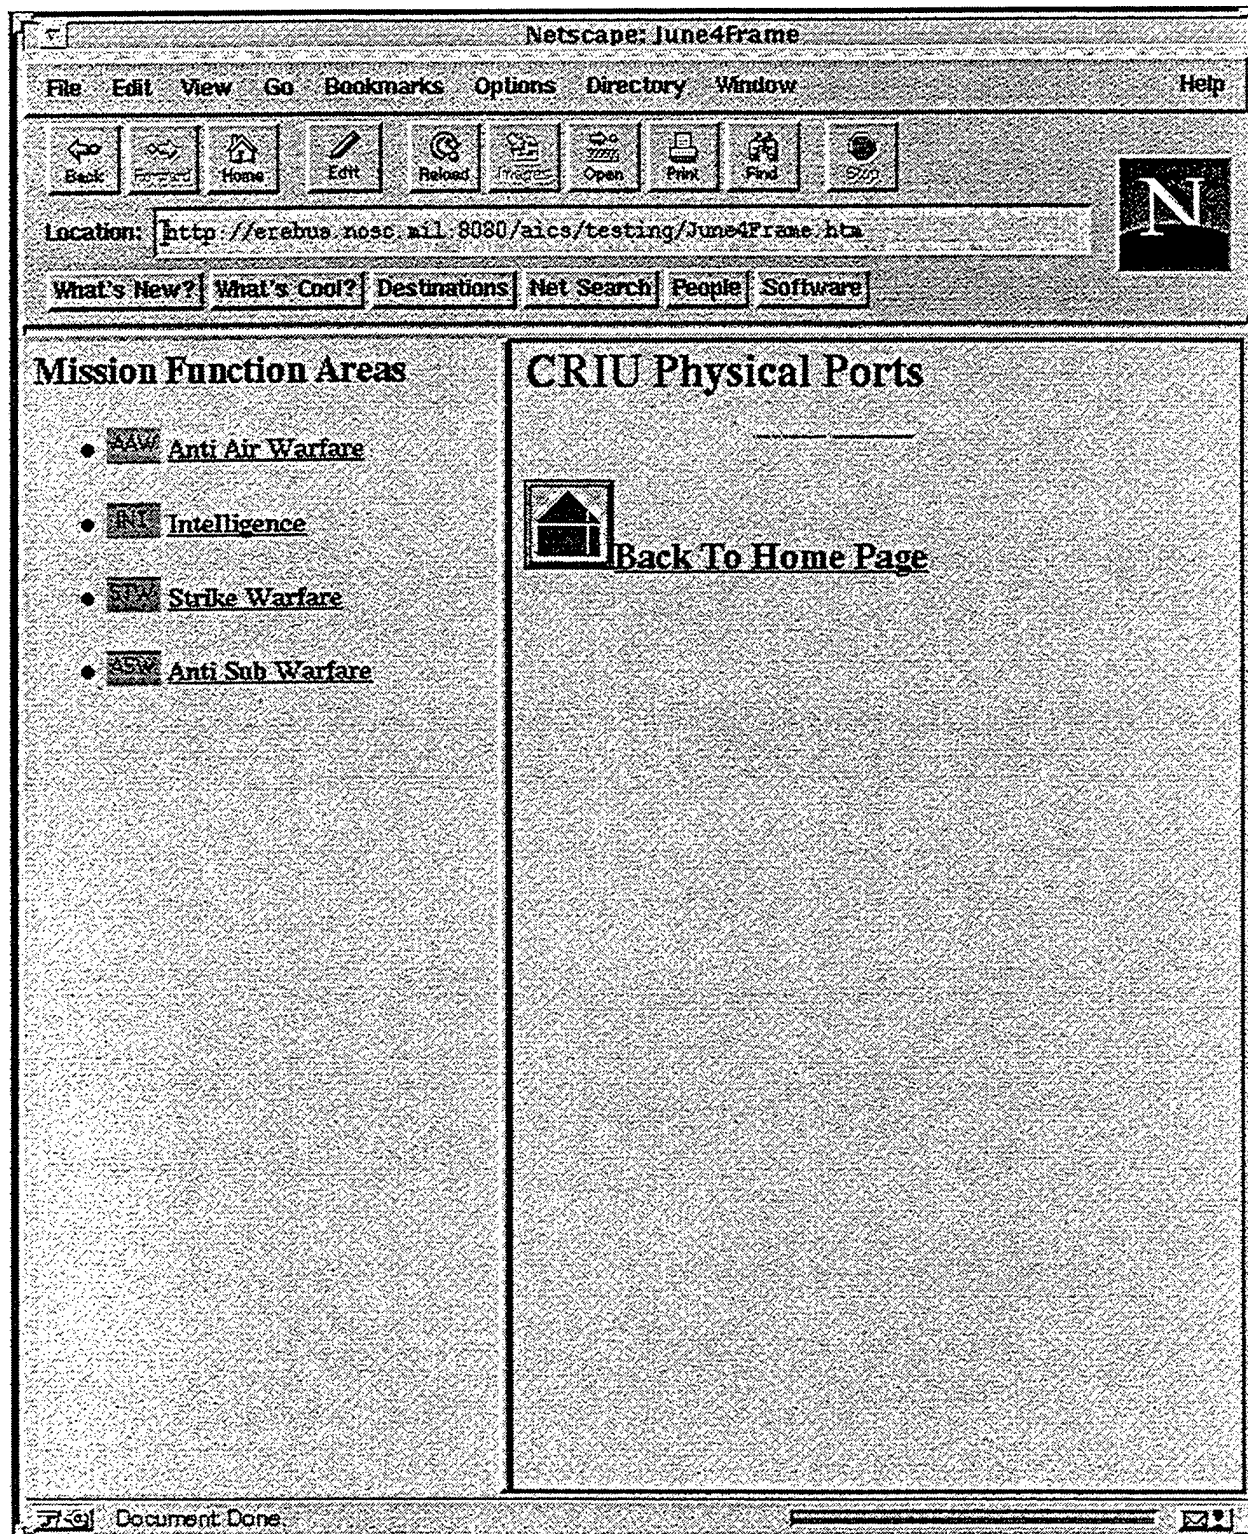 Netscape: June4Frame
File Edit View Go Bookmarks Options Directory Window Help
Back Forward Home Edit Reload Images Open Print Find Stop
N
Location: http://erebus.nosc.mil:8080/aics/testing/June4Frame.htm
What's New? What's Cool? Destinations Net Search People Software
Mission Function Areas
AAW Anti Air Warfare
INT Intelligence
STW Strike Warfare
ASW Anti Sub Warfare
CRIU Physical Ports
Back To Home Page
Document: Done.